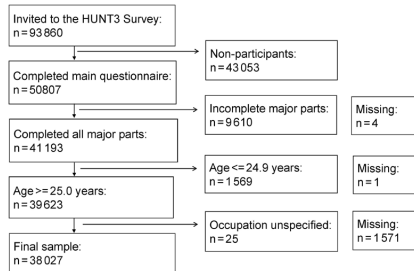 Invited to the HUNT3 Survey:
n=93 860
Non-participants:
n=43 053
Completed main questionnaire:
n=50807
Incomplete major parts:
n=9 610
Missing:
n=4
Completed all major parts:
n=41 193
Age<=24.9 years:
n=1 569
Missing:
n=1
Age>=25.0 years:
n=39 623
Occupation unspecified:
n=25
Missing:
n=1 571
Final sample:
n=38 027